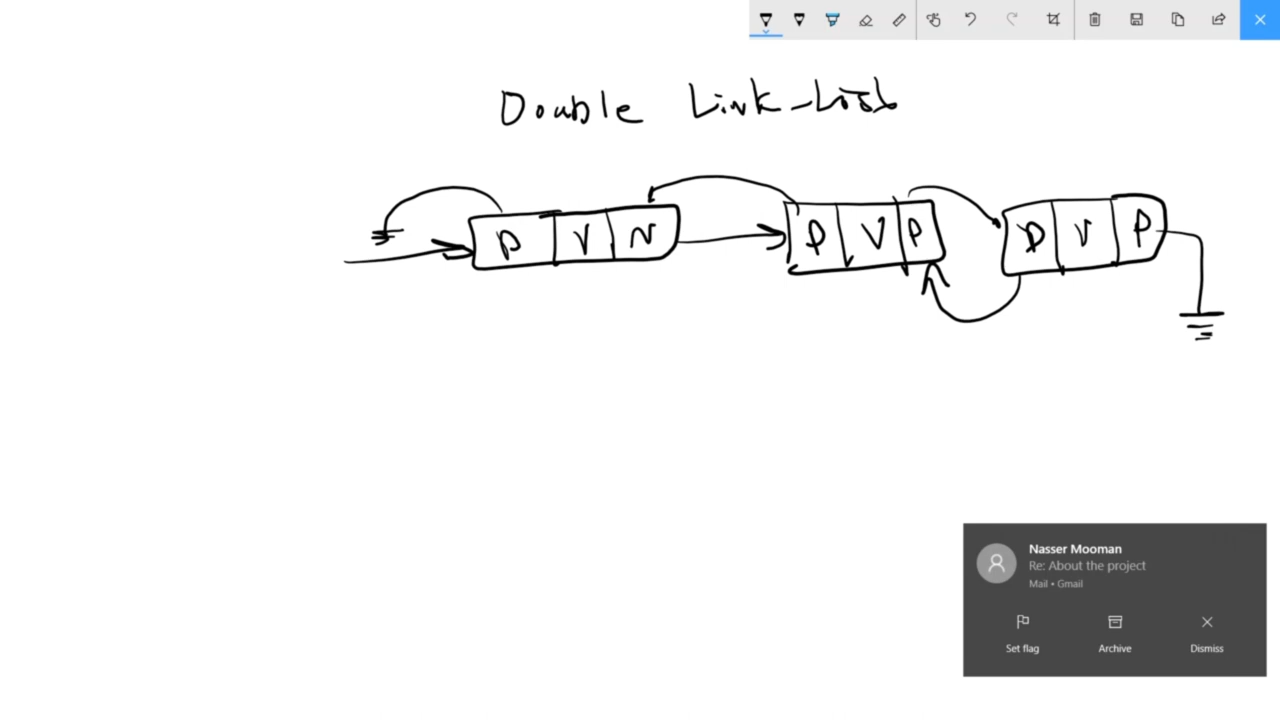 Double Link-List
P V N P V P P V P
Nasser Mooman
Re: About the project
Mail • Gmail
Set flag Archive Dismiss